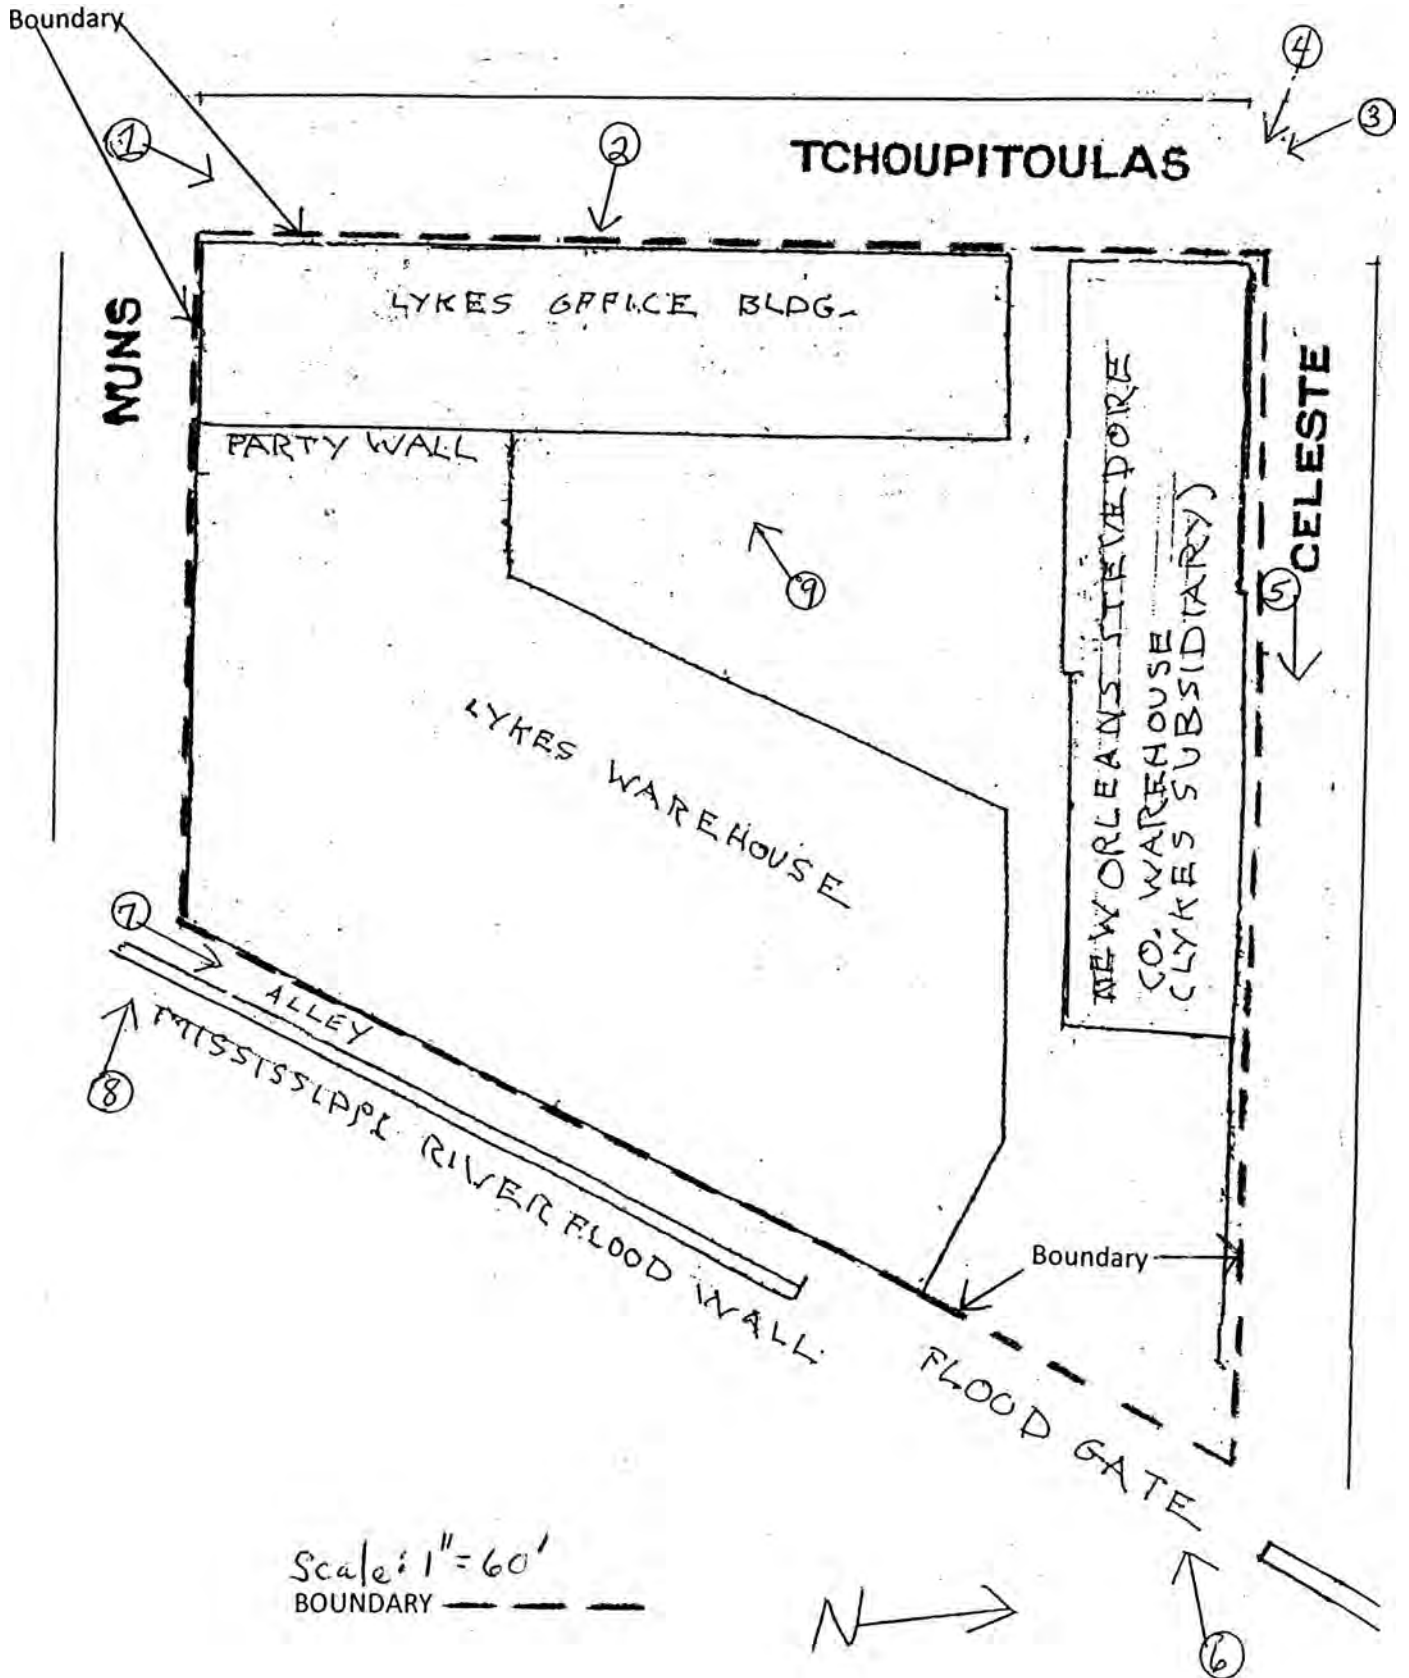 Boundary
4
3
1
2
TCHOUPITOULAS
LYKES OFFICE BLDG.
MUNS
CELESTE
PARTY WALL
NEW ORLEANS STEVEDORE
CO. WAREHOUSE
(LYKES SUBSIDIARY)
9
5
LYKES WAREHOUSE
7
ALLEY
8
MISSISSIPPI RIVER FLOOD WALL
Boundary
FLOOD GATE
Scale: 1"=60'
BOUNDARY
N
6